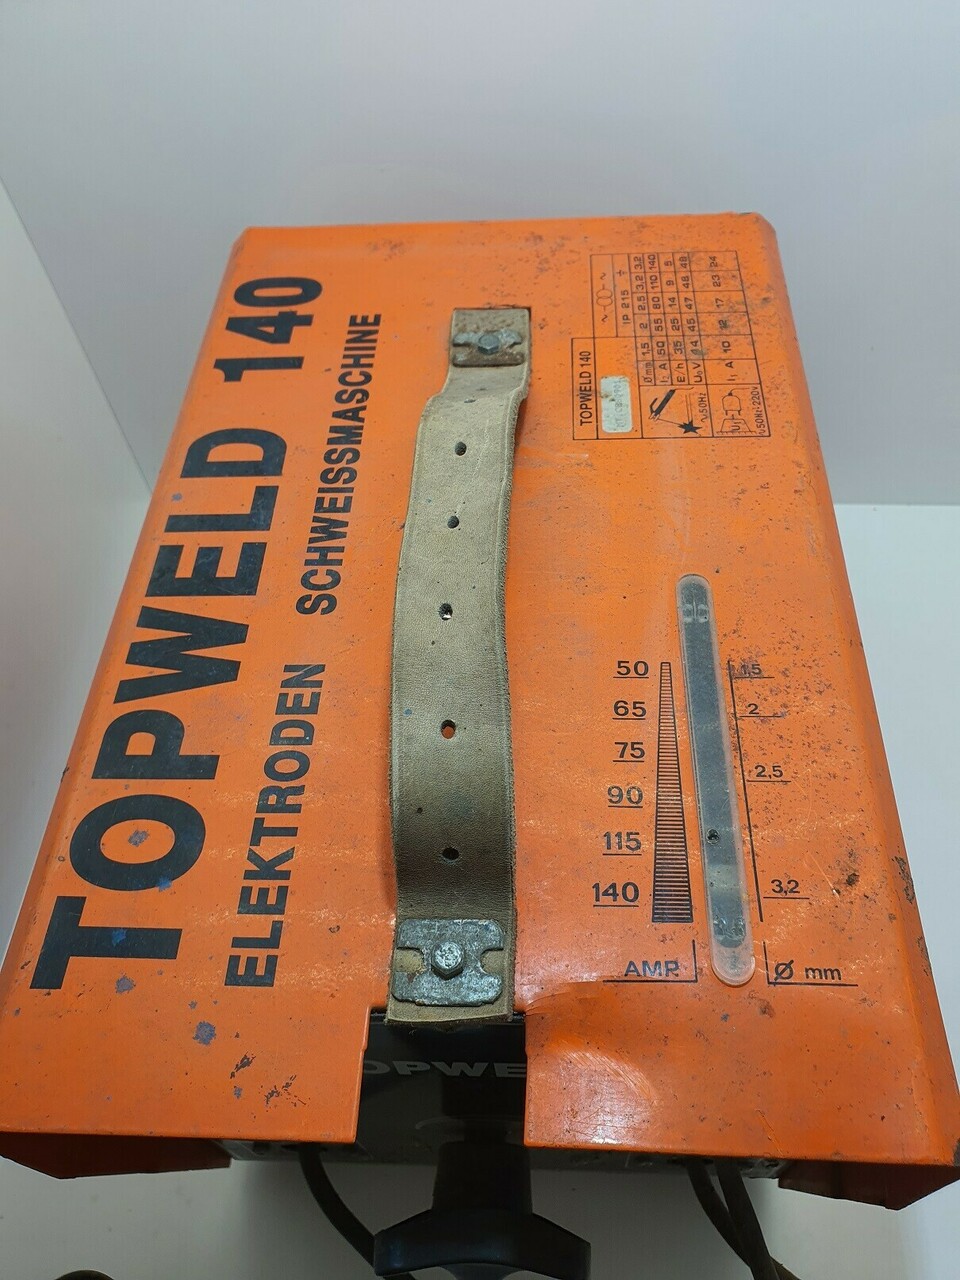 TOPWELD 140
ELEKTRODEN SCHWEISSMASCHINE
TOPWELD 140
IP 21S
Ø mm 1,5 2 2,5 3,2 3,2
I₂ A 50 55 80 110 140
E/h 35 25 14 9 5
U₀ V 44 45 47 48 48
∿50Hz
I₁ A 10 12 17 23 24
U₁
∿50Hz-220v
50
65
75
90
115
140
AMP
1,5
2
2,5
3,2
Ø mm
OPWE